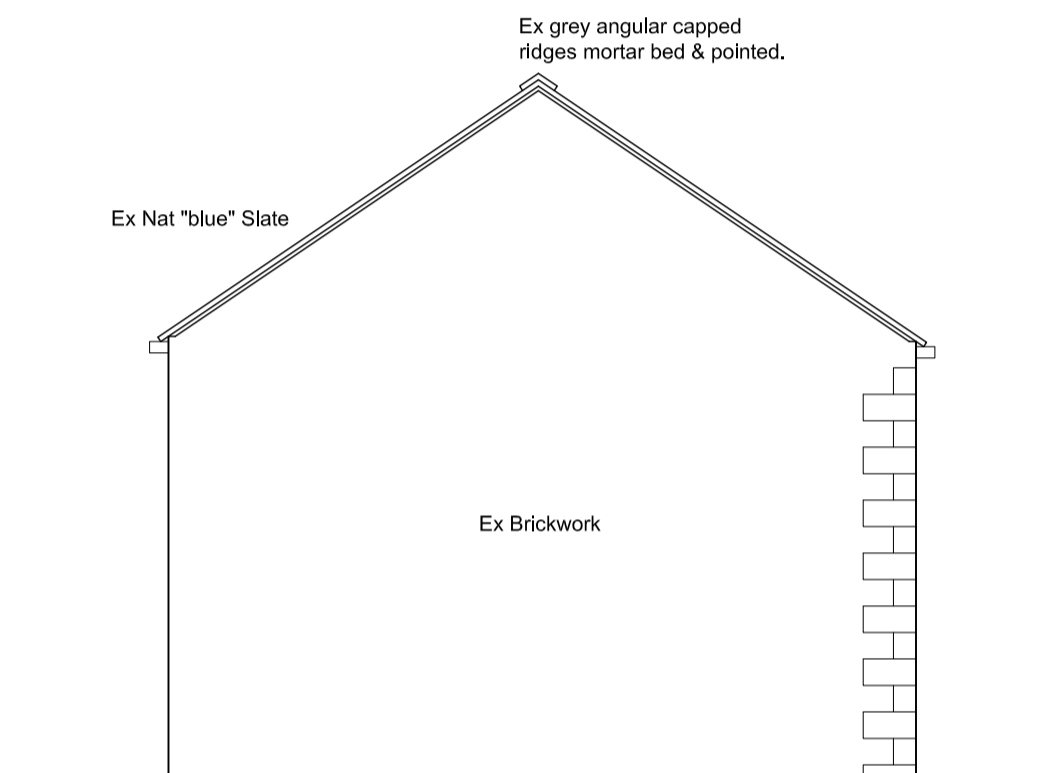 Ex grey angular capped
ridges mortar bed & pointed.
Ex Nat "blue" Slate
Ex Brickwork